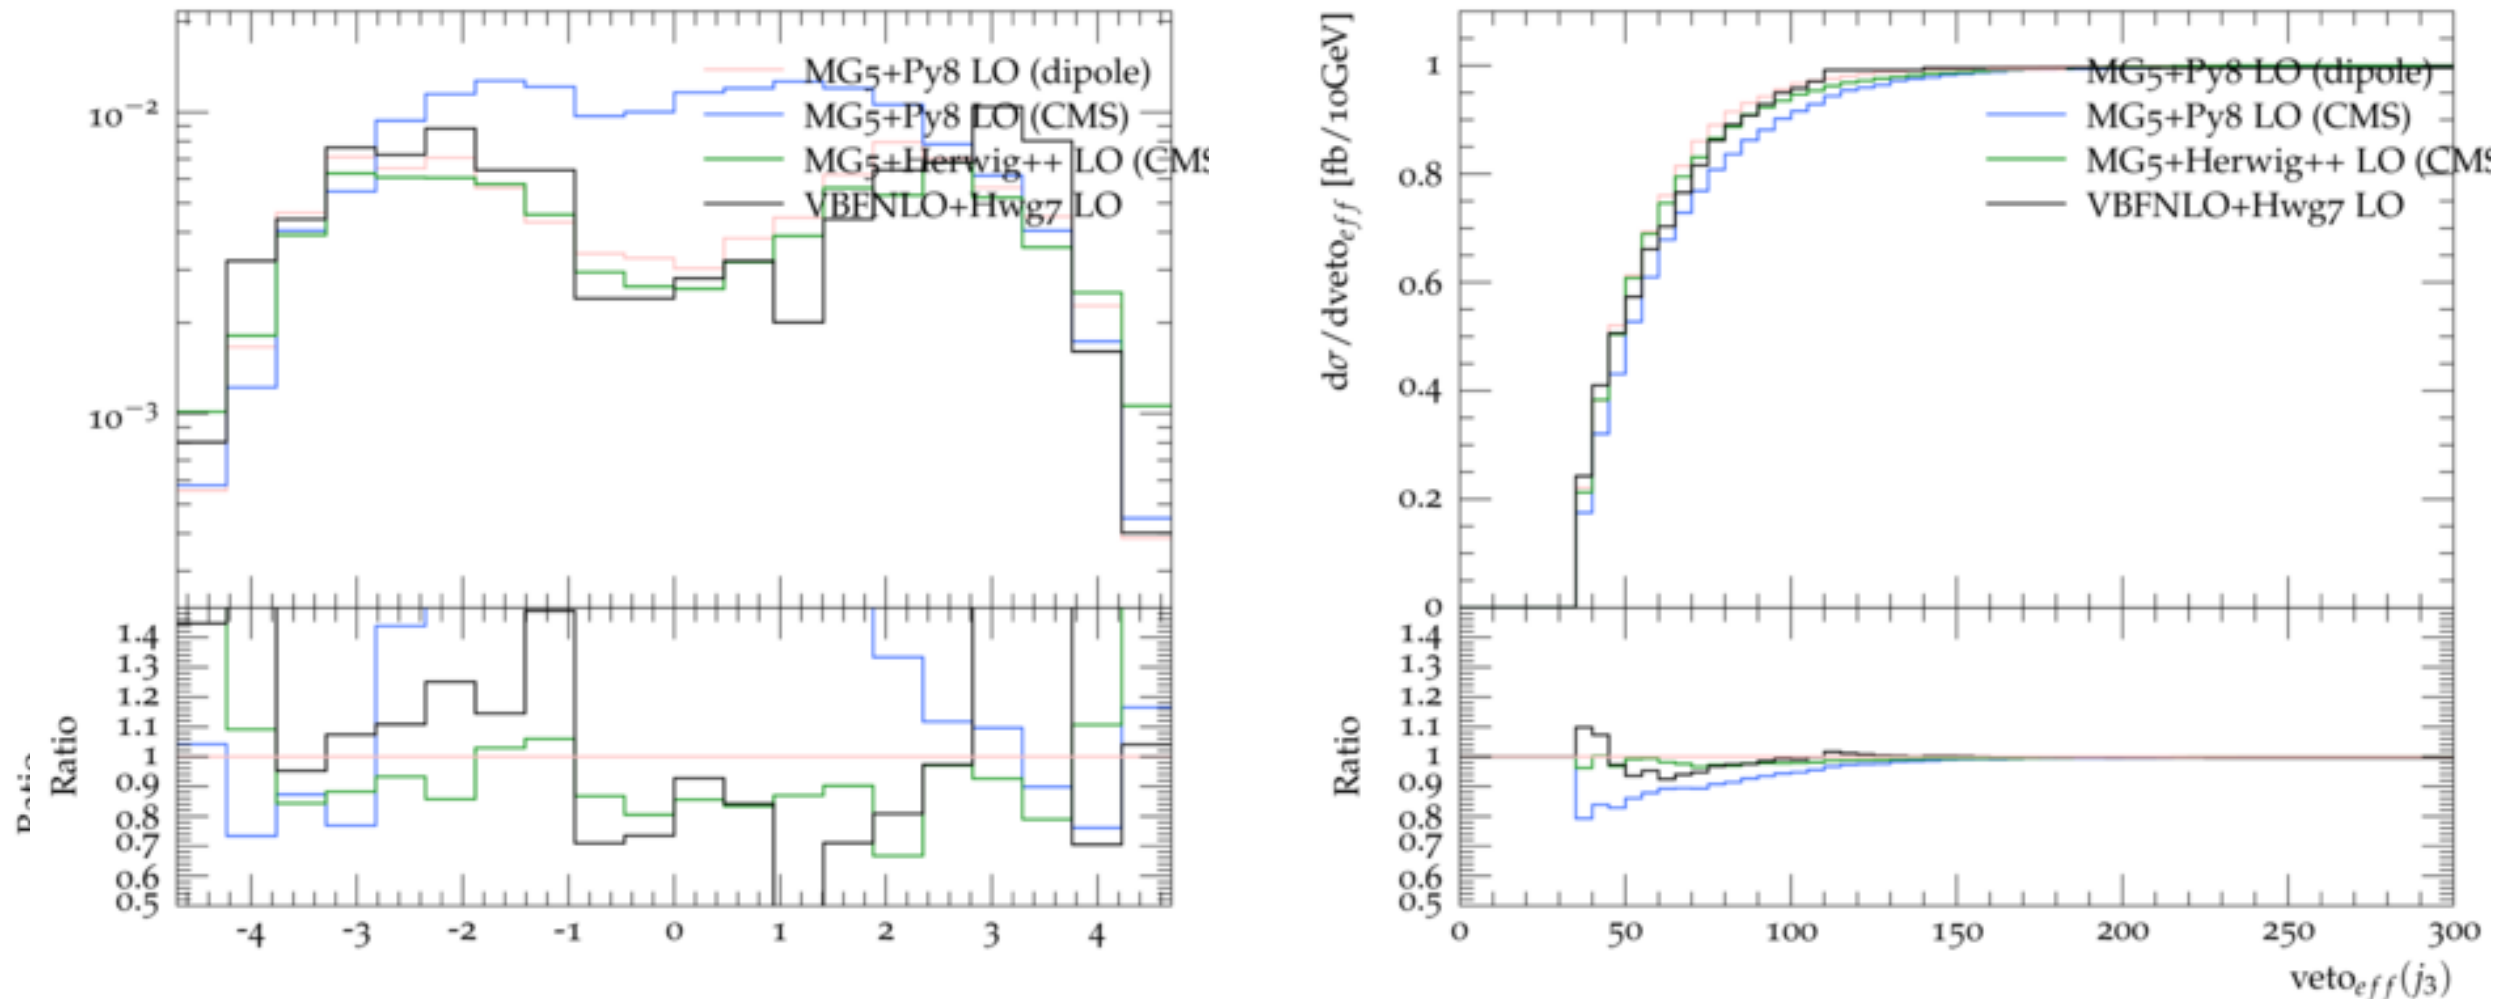 10−2
10−3
MG5+Py8 LO (dipole)
MG5+Py8 LO (CMS)
MG5+Herwig++ LO (CMS
VBFNLO+Hwg7 LO
Ratio
Ratio
1.4
1.3
1.2
1.1
1
0.9
0.8
0.7
0.6
0.5
-4 -3 -2 -1 0 1 2 3 4
dσ/dveto_eff [fb/10GeV]
1
0.8
0.6
0.4
0.2
0
MG5+Py8 LO (dipole)
MG5+Py8 LO (CMS)
MG5+Herwig++ LO (CMS
VBFNLO+Hwg7 LO
Ratio
1.4
1.3
1.2
1.1
1
0.9
0.8
0.7
0.6
0.5
0 50 100 150 200 250 300
veto_eff(j3)